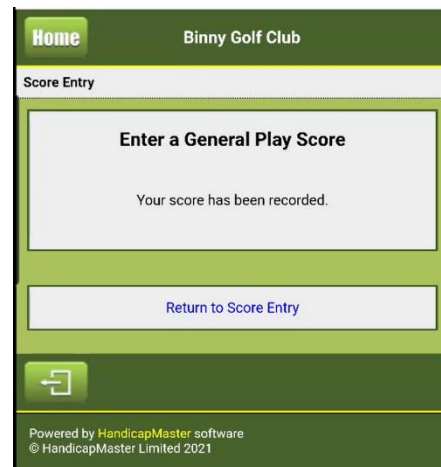 Home
Binny Golf Club
Score Entry
Enter a General Play Score
Your score has been recorded.
Return to Score Entry
Powered by HandicapMaster software
© HandicapMaster Limited 2021